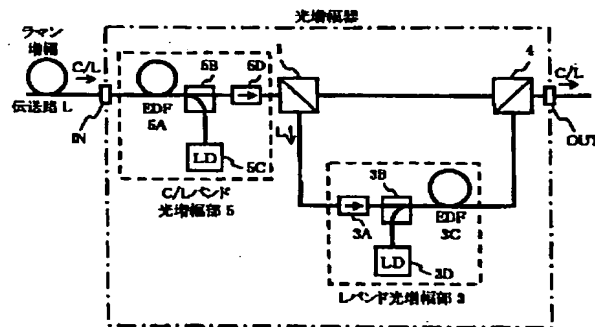 光増幅器
ラマン
増幅
C/L
伝送路 L
IN
EDF
5A
5B
5D
LD
5C
C/Lバンド
光増幅部 5
1
L
4
C/L
OUT
3A
3B
EDF
3C
LD
3D
Lバンド光増幅部 3